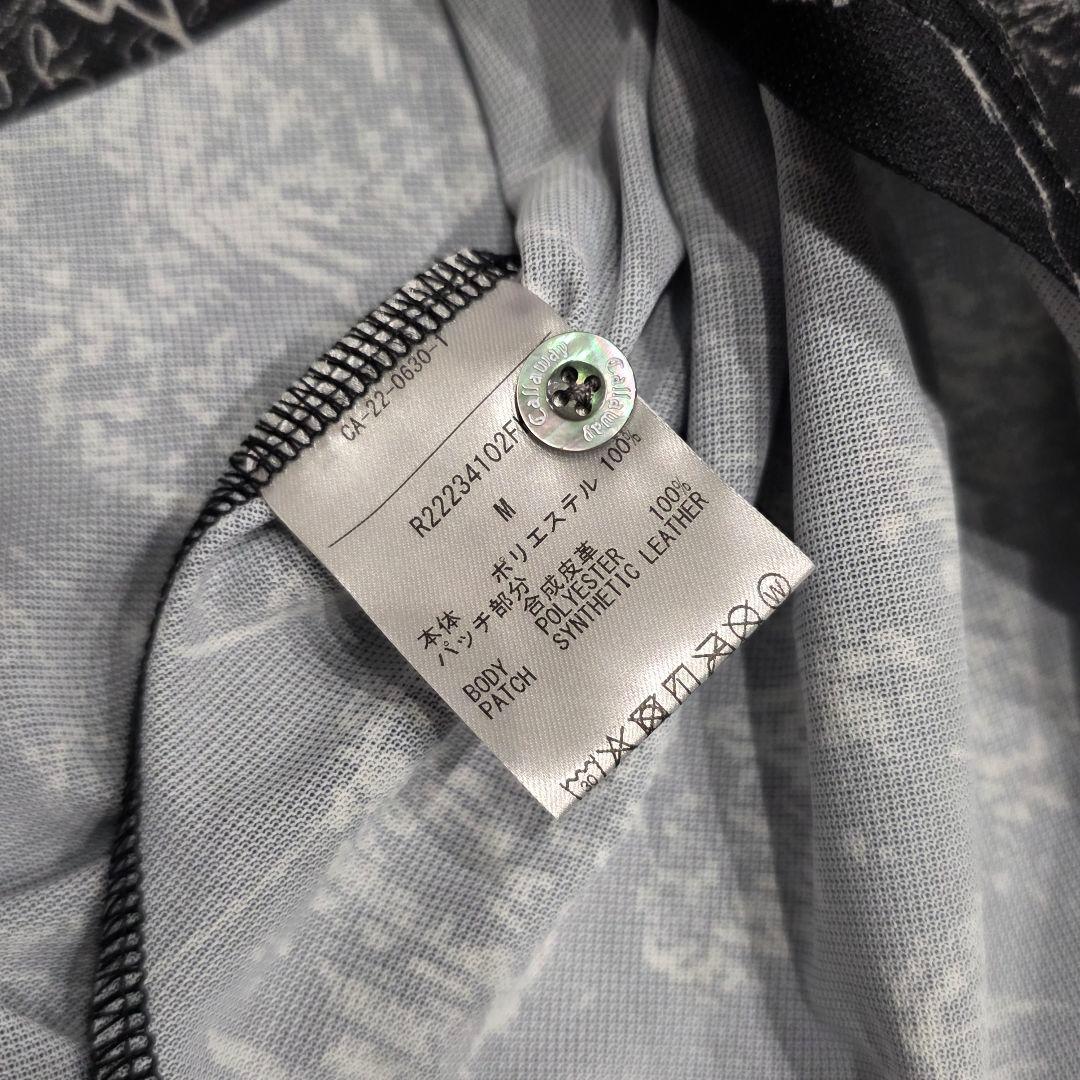 CA-22-0630-1
R22234102F
M
本体 ポリエステル 100%
パッチ部分 合成皮革
BODY POLYESTER 100%
PATCH SYNTHETIC LEATHER
30
W
Callaway
Callaway